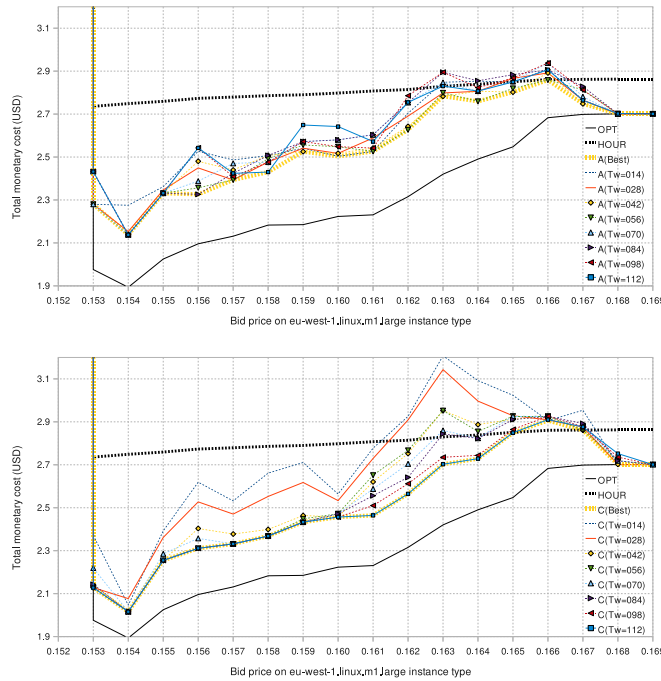 3.1
2.9
2.7
2.5
2.3
2.1
1.9
Total monetary cost (USD)
OPT
HOUR
A(Best)
A(Tw=014)
A(Tw=028)
A(Tw=042)
A(Tw=056)
A(Tw=070)
A(Tw=084)
A(Tw=098)
A(Tw=112)
0.152 0.153 0.154 0.155 0.156 0.157 0.158 0.159 0.160 0.161 0.162 0.163 0.164 0.165 0.166 0.167 0.168 0.169
Bid price on eu-west-1.linux.m1.large instance type
3.1
2.9
2.7
2.5
2.3
2.1
1.9
Total monetary cost (USD)
OPT
HOUR
C(Best)
C(Tw=014)
C(Tw=028)
C(Tw=042)
C(Tw=056)
C(Tw=070)
C(Tw=084)
C(Tw=098)
C(Tw=112)
0.152 0.153 0.154 0.155 0.156 0.157 0.158 0.159 0.160 0.161 0.162 0.163 0.164 0.165 0.166 0.167 0.168 0.169
Bid price on eu-west-1.linux.m1.large instance type